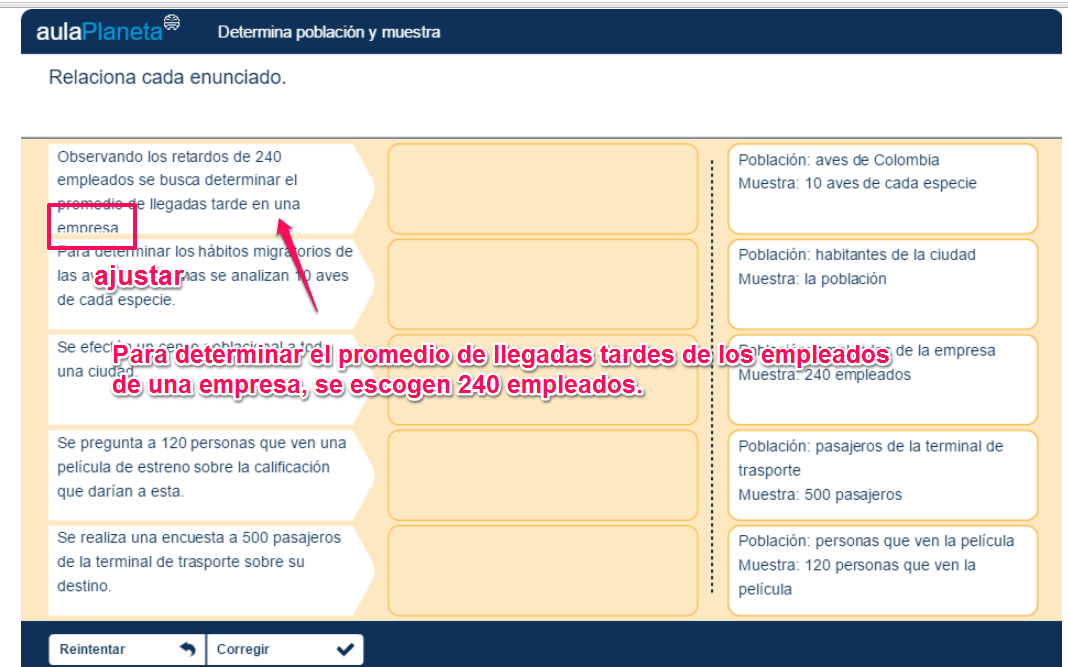 aulaPlaneta
Determina población y muestra
Relaciona cada enunciado.
Observando los retardos de 240
empleados se busca determinar el
promedio de llegadas tarde en una
empresa.
Para determinar los hábitos migratorios de
las se analizan 10 aves
de cada especie.
ajustar
Se
una ciudad.
Para determinar el promedio de llegadas tardes de los empleados
de una empresa, se escogen 240 empleados.
Se pregunta a 120 personas que ven una
película de estreno sobre la calificación
que darían a esta.
Se realiza una encuesta a 500 pasajeros
de la terminal de trasporte sobre su
destino.
Población: aves de Colombia
Muestra: 10 aves de cada especie
Población: habitantes de la ciudad
Muestra: la población
de la empresa
Muestra: 240 empleados
Población: pasajeros de la terminal de
trasporte
Muestra: 500 pasajeros
Población: personas que ven la película
Muestra: 120 personas que ven la
película
Reintentar
Corregir